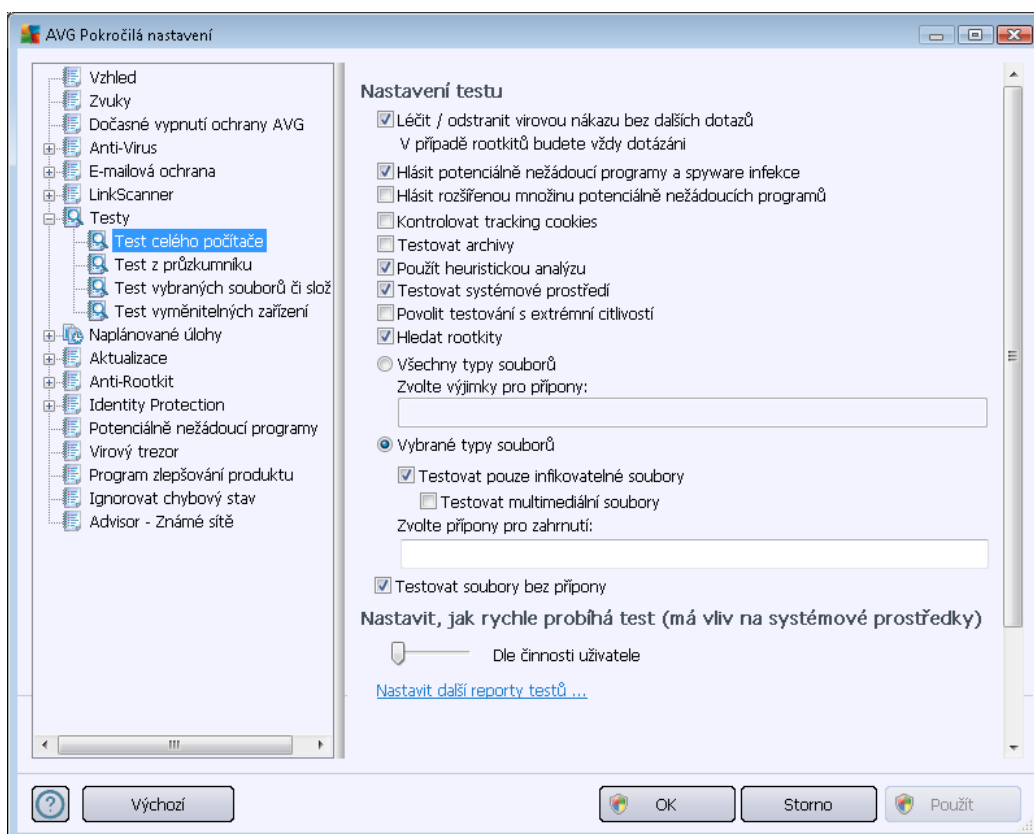 AVG Pokročilá nastavení
Vzhled
Zvuky
Dočasné vypnutí ochrany AVG
Anti-Virus
E-mailová ochrana
LinkScanner
Testy
Test celého počítače
Test z průzkumníku
Test vybraných souborů či slož
Test vyměnitelných zařízení
Naplánované úlohy
Aktualizace
Anti-Rootkit
Identity Protection
Potenciálně nežádoucí programy
Virový trezor
Program zlepšování produktu
Ignorovat chybový stav
Advisor - Známé sítě
Nastavení testu
Léčit / odstranit virovou nákazu bez dalších dotazů
V případě rootkitů budete vždy dotázáni
Hlásit potenciálně nežádoucí programy a spyware infekce
Hlásit rozšířenou množinu potenciálně nežádoucích programů
Kontrolovat tracking cookies
Testovat archivy
Použít heuristickou analýzu
Testovat systémové prostředí
Povolit testování s extrémní citlivostí
Hledat rootkity
Všechny typy souborů
Zvolte výjimky pro přípony:
Vybrané typy souborů
Testovat pouze infikovatelné soubory
Testovat multimediální soubory
Zvolte přípony pro zahrnutí:
Testovat soubory bez přípony
Nastavit, jak rychle probíhá test (má vliv na systémové prostředky)
Dle činnosti uživatele
Nastavit další reporty testů ...
Výchozí
OK
Storno
Použít